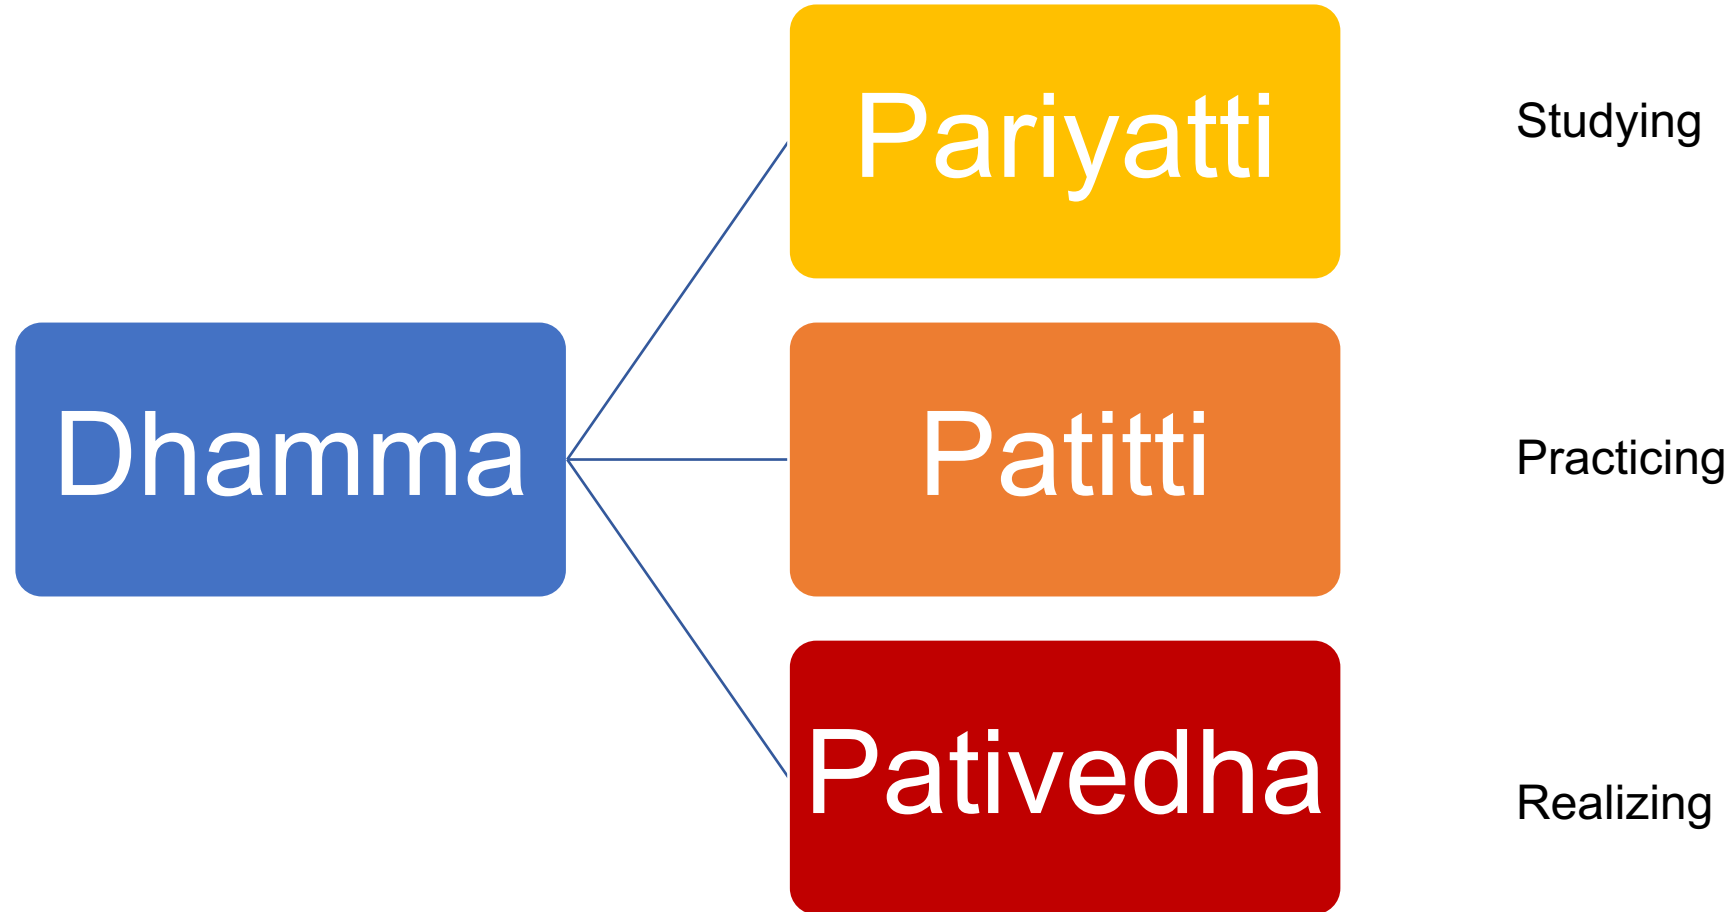 Pariyatti
Studying
Dhamma
Patitti
Practicing
Pativedha
Realizing